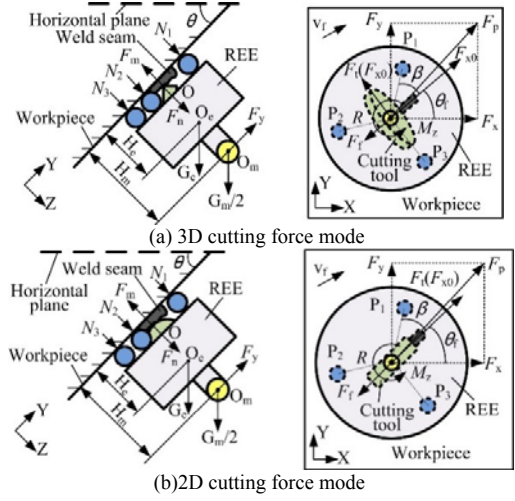 Horizontal plane
Weld seam
θ
N1
Fm
N2
N3
REE
O
Fn
Oe
Fy
Workpiece
He
Hm
Om
Ge
Gm/2
Y
Z
vf
Fy
Fp
P1
Fx0
Ft(Fx0)
β
θf
P2
R
Mz
Fx
Ff
P3
Cutting tool
REE
Y
X
Workpiece
(a) 3D cutting force mode
Weld seam
θ
Horizontal plane
N1
Fm
N2
N3
REE
O
Fn
Oe
Fy
Workpiece
He
Hm
Om
Ge
Gm/2
Y
Z
vf
Fy
Fp
Ft(Fx0)
P1
β
θf
P2
R
Mz
Fx
Ff
P3
Cutting tool
REE
Y
X
Workpiece
(b)2D cutting force mode